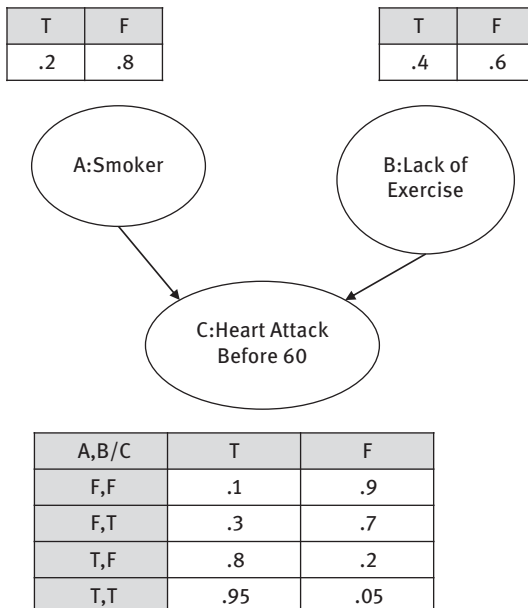 T F T F
.2 .8 .4 .6
A:Smoker
B:Lack of
Exercise
C:Heart Attack
Before 60
A,B/C T F
F,F .1 .9
F,T .3 .7
T,F .8 .2
T,T .95 .05